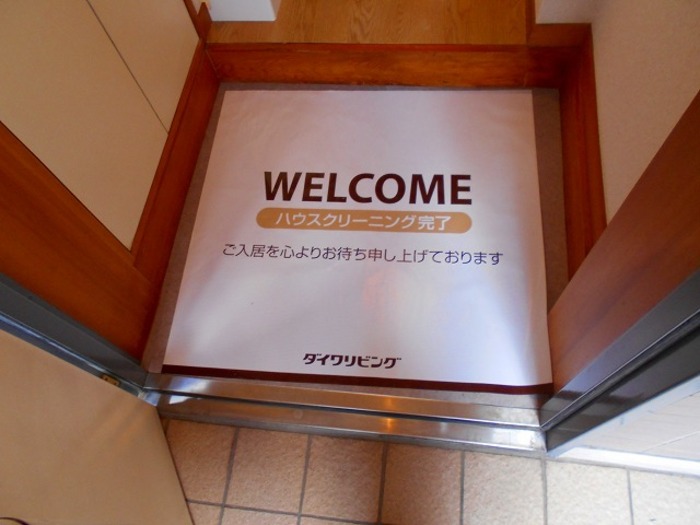 WELCOME
ハウスクリーニング完了
ご入居を心よりお待ち申し上げております
ダイワリビング